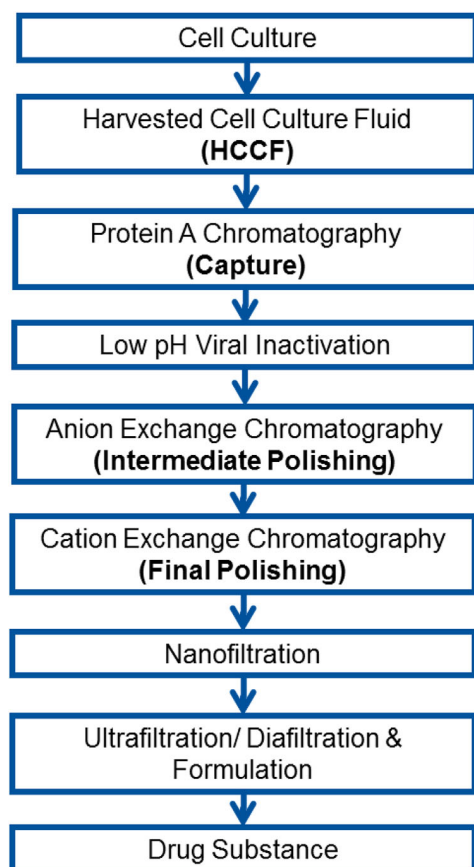 Cell Culture
Harvested Cell Culture Fluid
(HCCF)
Protein A Chromatography
(Capture)
Low pH Viral Inactivation
Anion Exchange Chromatography
(Intermediate Polishing)
Cation Exchange Chromatography
(Final Polishing)
Nanofiltration
Ultrafiltration/ Diafiltration &
Formulation
Drug Substance